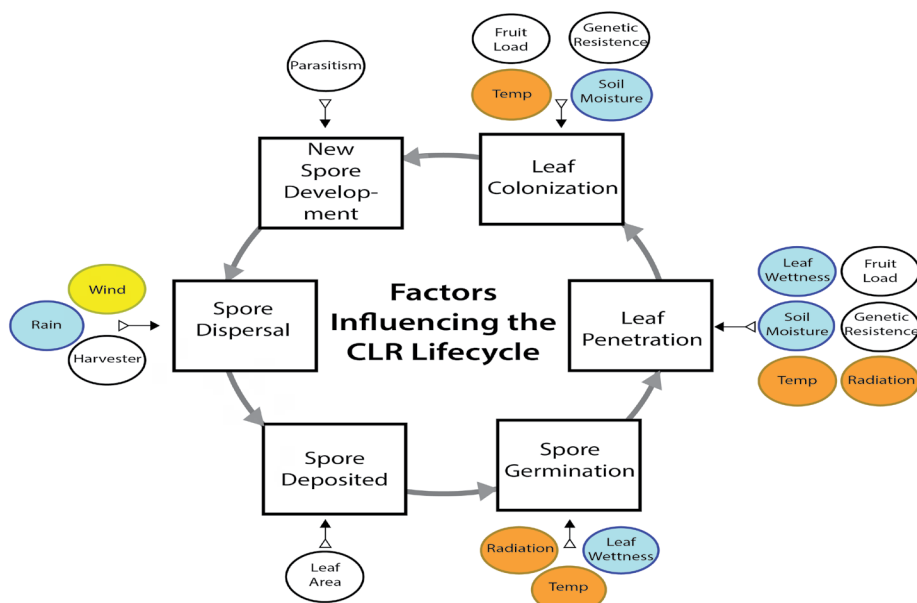 Fruit
Load
Genetic
Resistence
Parasitism
Temp
Soil
Moisture
New
Spore
Develop-
ment
Leaf
Colonization
Leaf
Wettness
Fruit
Load
Wind
Rain
Harvester
Spore
Dispersal
Factors
Influencing the
CLR Lifecycle
Leaf
Penetration
Soil
Moisture
Genetic
Resistence
Temp
Radiation
Spore
Deposited
Spore
Germination
Leaf
Area
Radiation
Temp
Leaf
Wettness